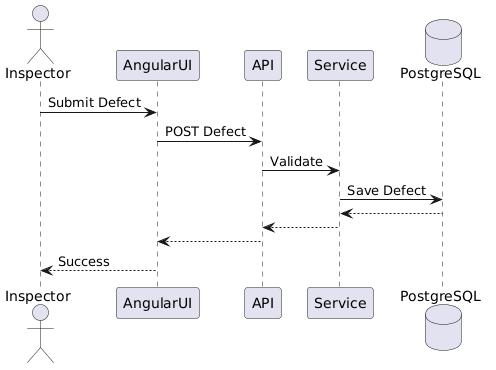 Inspector
AngularUI
API
Service
PostgreSQL
Submit Defect
POST Defect
Validate
Save Defect
Success
Inspector
AngularUI
API
Service
PostgreSQL